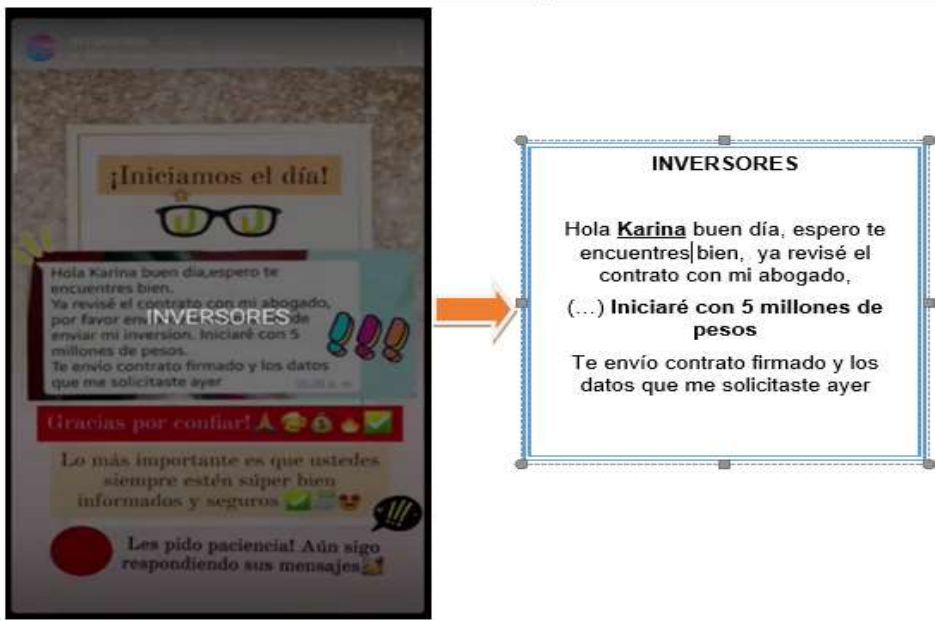 ¡Iniciamos el día!
Hola Karina buen dia,espero te
encuentres bien.
Ya revisé el contrato con mi abogado,
por favor de
INVERSORES
enviar mi inversion. Iniciaré con 5
millones de pesos.
Te envio contrato firmado y los datos
que me solicitaste ayer
Gracias por confiar!
Lo más importante es que ustedes
siempre estén súper bien
informados y seguros
Les pido paciencia! Aún sigo
respondiendo sus mensajes
INVERSORES
Hola Karina buen día, espero te
encuentres bien, ya revisé el
contrato con mi abogado,
(…) Iniciaré con 5 millones de
pesos
Te envío contrato firmado y los
datos que me solicitaste ayer